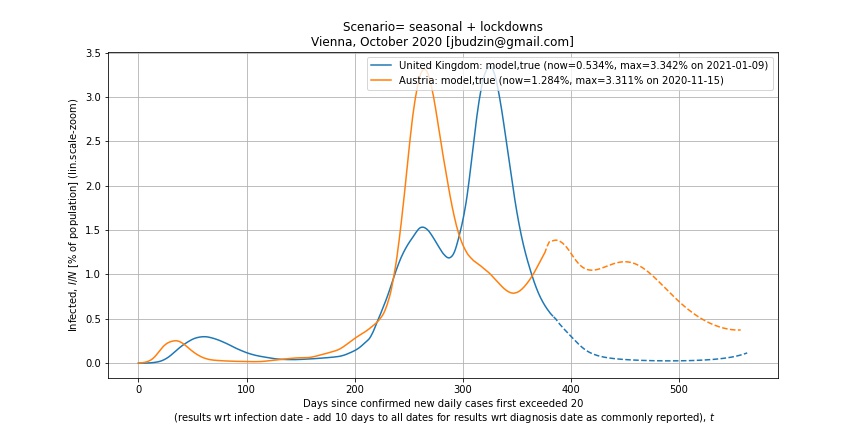 Scenario= seasonal + lockdowns
Vienna, October 2020 [jbudzin@gmail.com]
United Kingdom: model,true (now=0.534%, max=3.342% on 2021-01-09)
Austria: model,true (now=1.284%, max=3.311% on 2020-11-15)
Infected, I/N [% of population] (lin.scale-zoom)
3.5
3.0
2.5
2.0
1.5
1.0
0.5
0.0
0 100 200 300 400 500
Days since confirmed new daily cases first exceeded 20
(results wrt infection date - add 10 days to all dates for results wrt diagnosis date as commonly reported), t